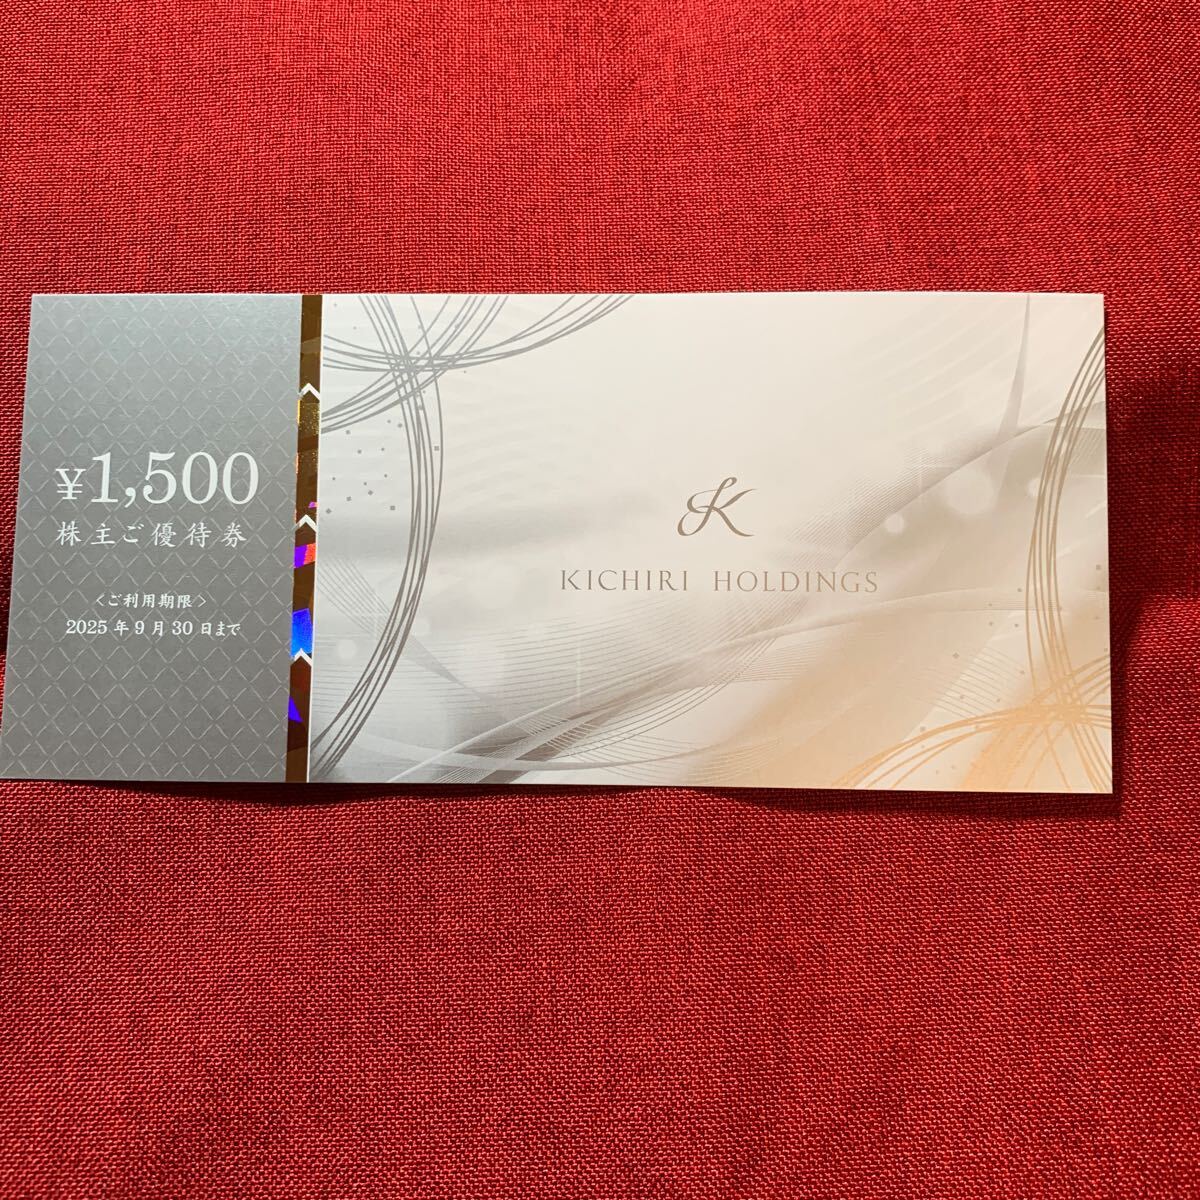 ¥1,500
株主ご優待券
<ご利用期限>
2025年9月30日まで
K
KICHIRI HOLDINGS